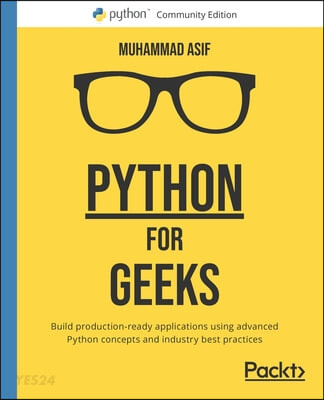 python™ Community Edition
MUHAMMAD ASIF
PYTHON
FOR
GEEKS
Build production-ready applications using advanced
Python concepts and industry best practices
Packt>
YES24